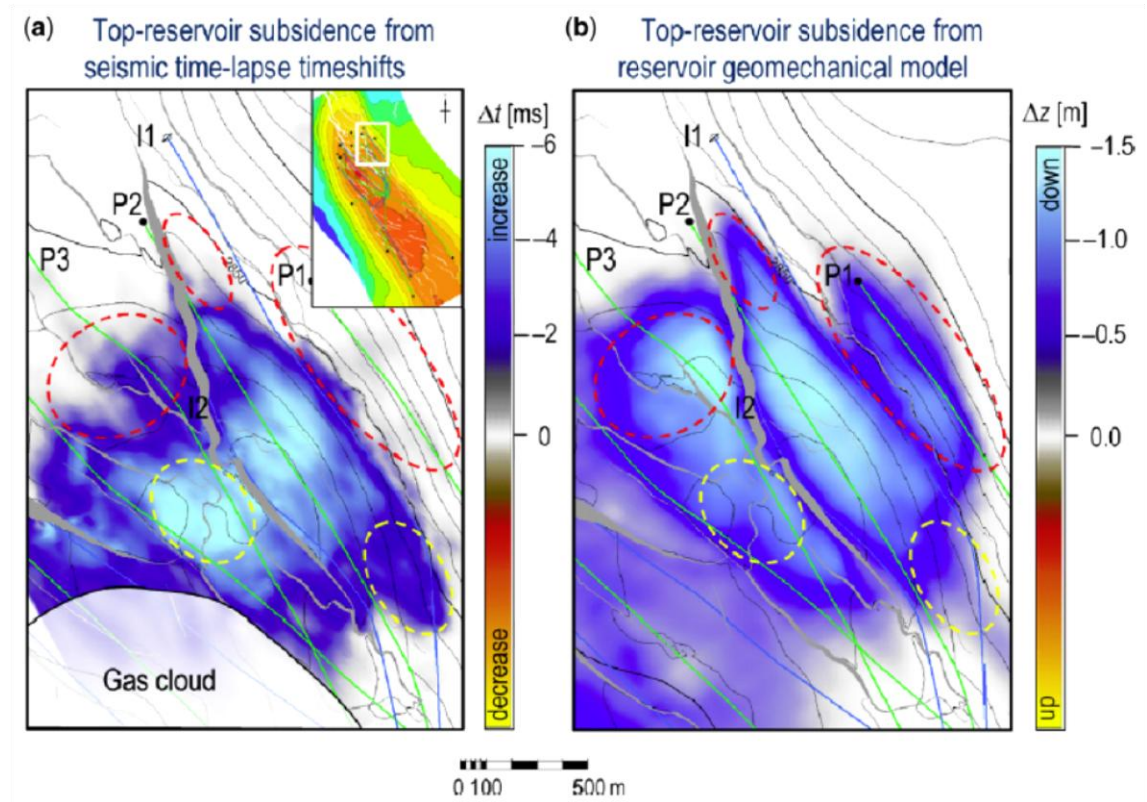 (a) Top-reservoir subsidence from
seismic time-lapse timeshifts
(b) Top-reservoir subsidence from
reservoir geomechanical model
I1
P2
P3
P1
I2
2850
Gas cloud
Δt [ms]
−6
−4
−2
0
increase
decrease
I1
P2
P3
P1
I2
2850
Δz [m]
−1.5
−1.0
−0.5
0.0
down
up
0 100 500 m